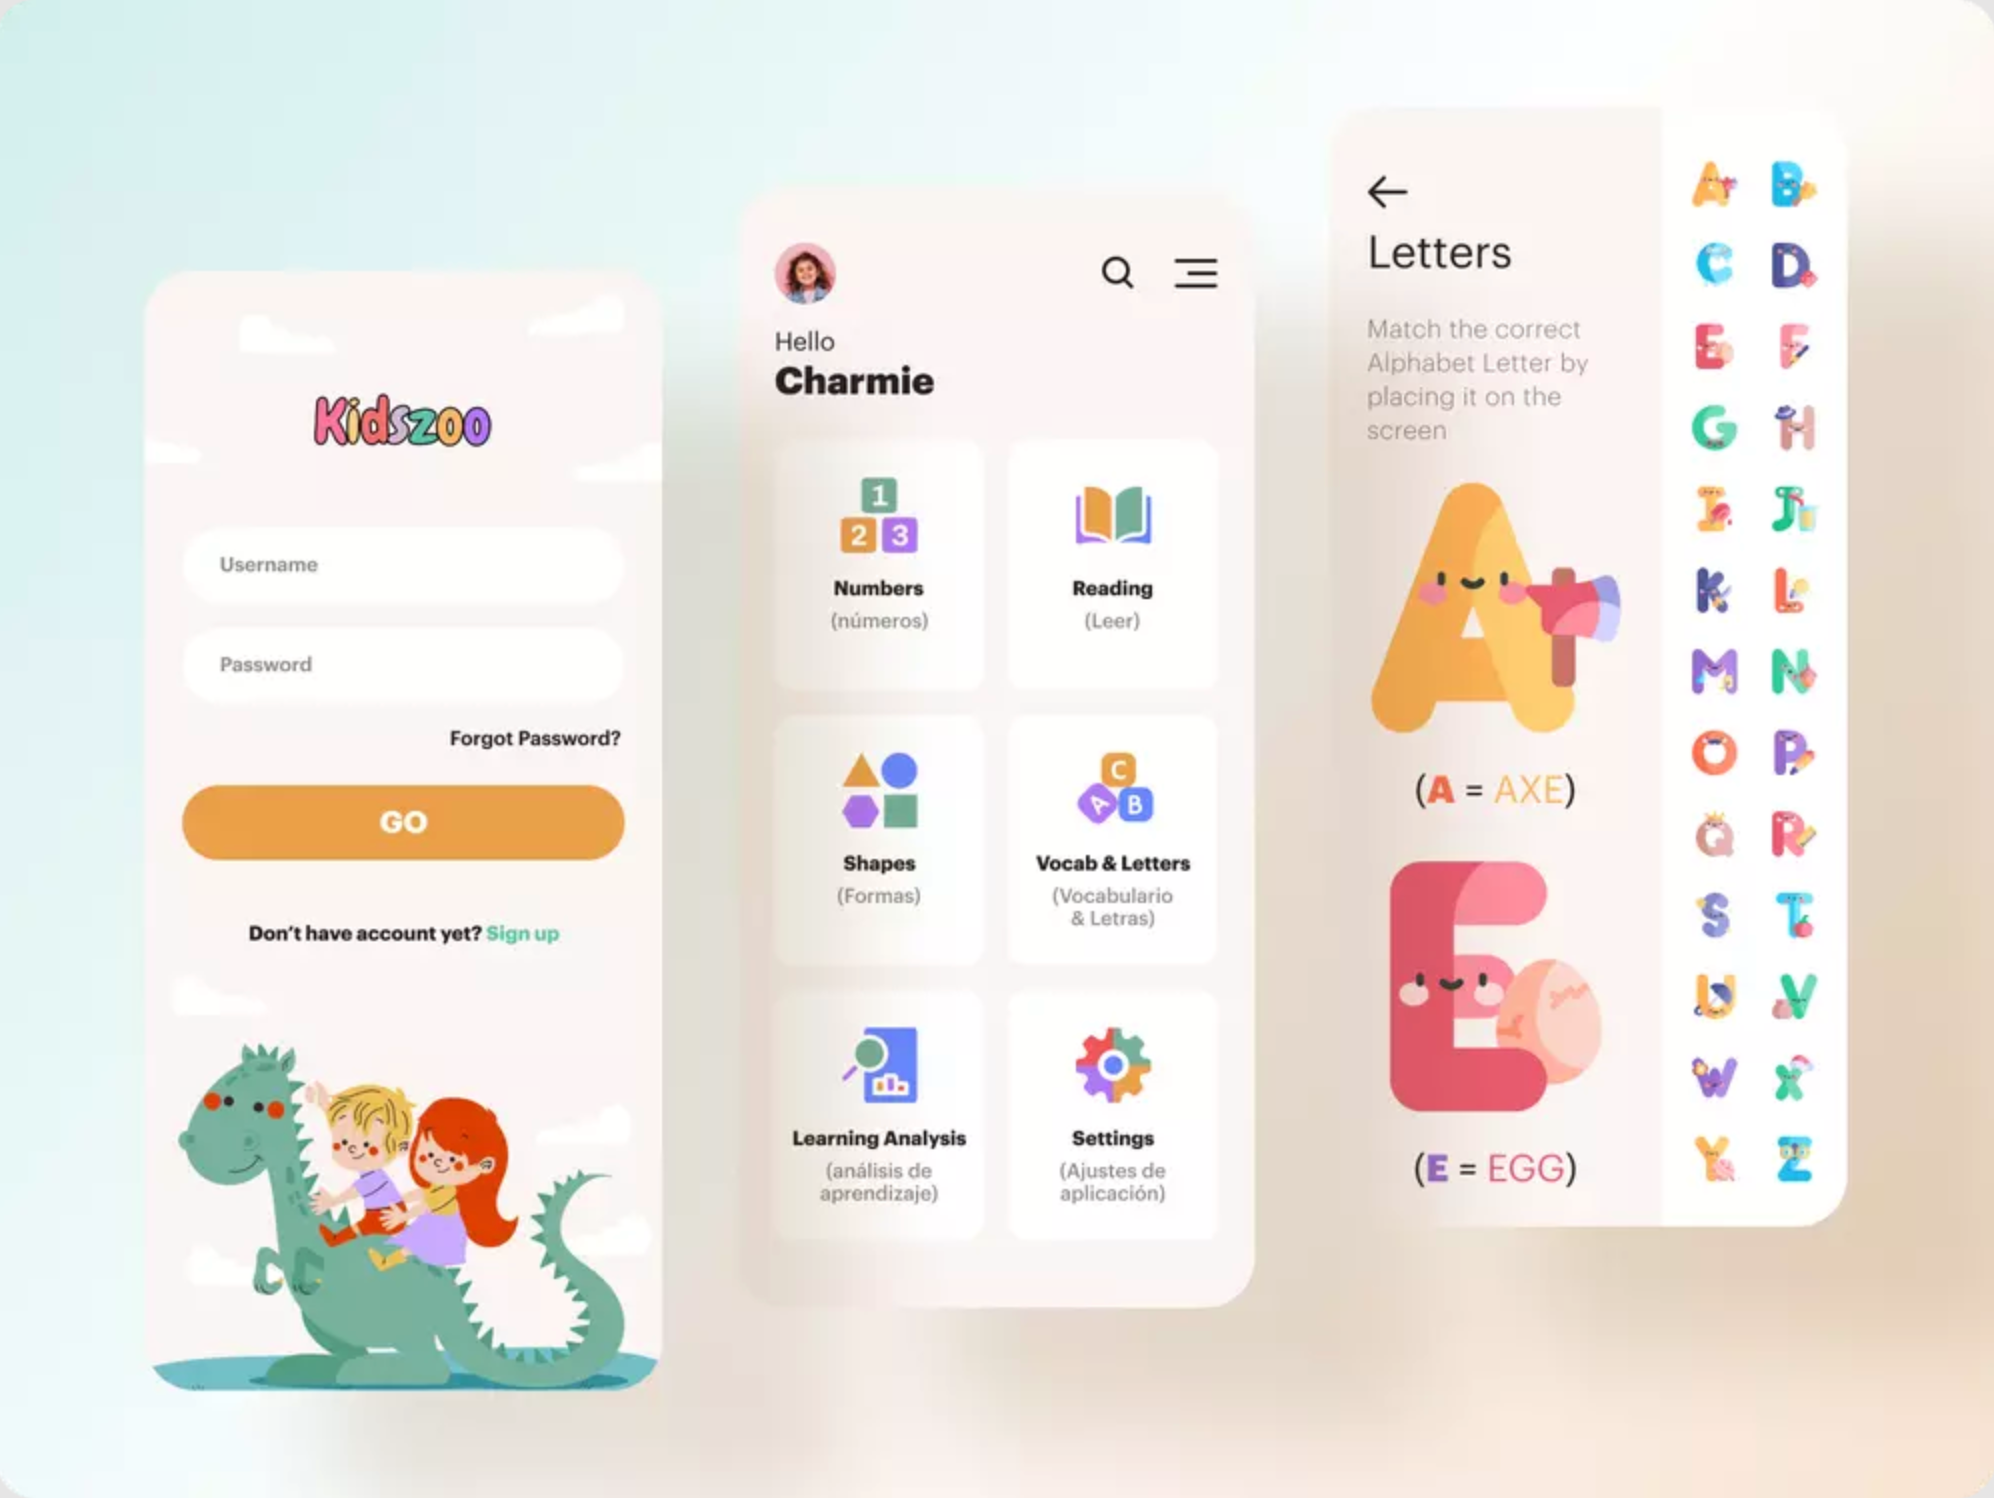 Kidszoo
Username
Password
Forgot Password?
GO
Don't have account yet? Sign up
Hello
Charmie
1
2 3
Numbers
(números)
Reading
(Leer)
Shapes
(Formas)
C
A B
Vocab & Letters
(Vocabulario
& Letras)
Learning Analysis
(análisis de
aprendizaje)
Settings
(Ajustes de
aplicación)
Letters
Match the correct
Alphabet Letter by
placing it on the
screen
A
(A = AXE)
E
(E = EGG)
A B
C D
E F
G H
I J
K L
M N
O P
Q R
S T
U V
W X
Y Z